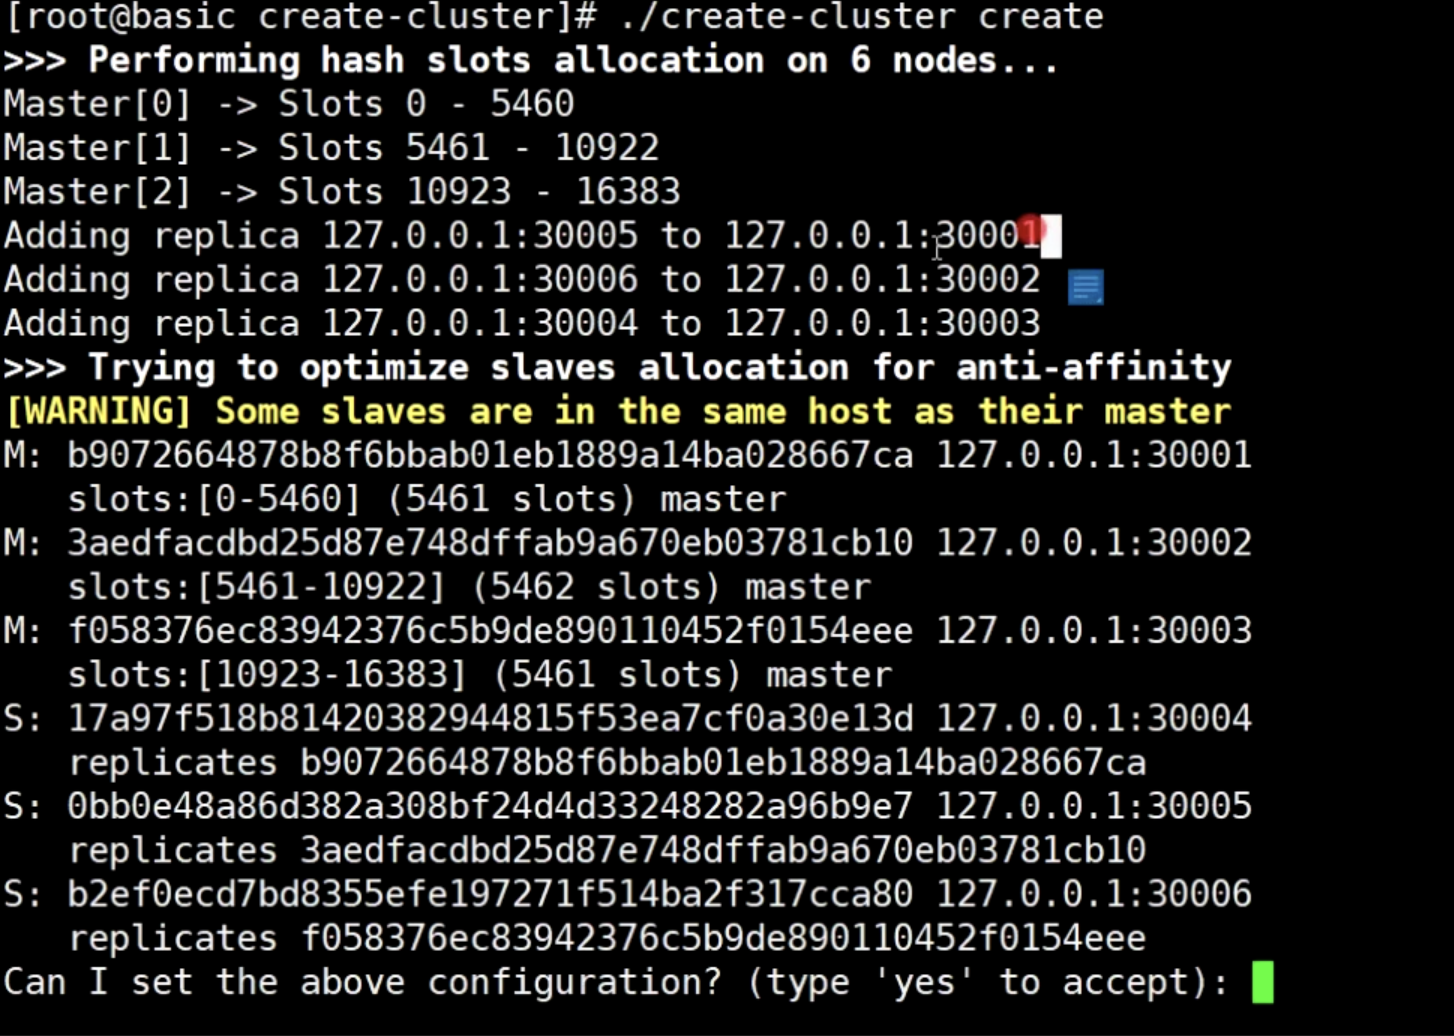 [root@basic create-cluster]# ./create-cluster create
>>> Performing hash slots allocation on 6 nodes...
Master[0] -> Slots 0 - 5460
Master[1] -> Slots 5461 - 10922
Master[2] -> Slots 10923 - 16383
Adding replica 127.0.0.1:30005 to 127.0.0.1:30001
Adding replica 127.0.0.1:30006 to 127.0.0.1:30002
Adding replica 127.0.0.1:30004 to 127.0.0.1:30003
>>> Trying to optimize slaves allocation for anti-affinity
[WARNING] Some slaves are in the same host as their master
M: b9072664878b8f6bbab01eb1889a14ba028667ca 127.0.0.1:30001
   slots:[0-5460] (5461 slots) master
M: 3aedfacdbd25d87e748dffab9a670eb03781cb10 127.0.0.1:30002
   slots:[5461-10922] (5462 slots) master
M: f058376ec83942376c5b9de890110452f0154eee 127.0.0.1:30003
   slots:[10923-16383] (5461 slots) master
S: 17a97f518b81420382944815f53ea7cf0a30e13d 127.0.0.1:30004
   replicates b9072664878b8f6bbab01eb1889a14ba028667ca
S: 0bb0e48a86d382a308bf24d4d33248282a96b9e7 127.0.0.1:30005
   replicates 3aedfacdbd25d87e748dffab9a670eb03781cb10
S: b2ef0ecd7bd8355efe197271f514ba2f317cca80 127.0.0.1:30006
   replicates f058376ec83942376c5b9de890110452f0154eee
Can I set the above configuration? (type 'yes' to accept):